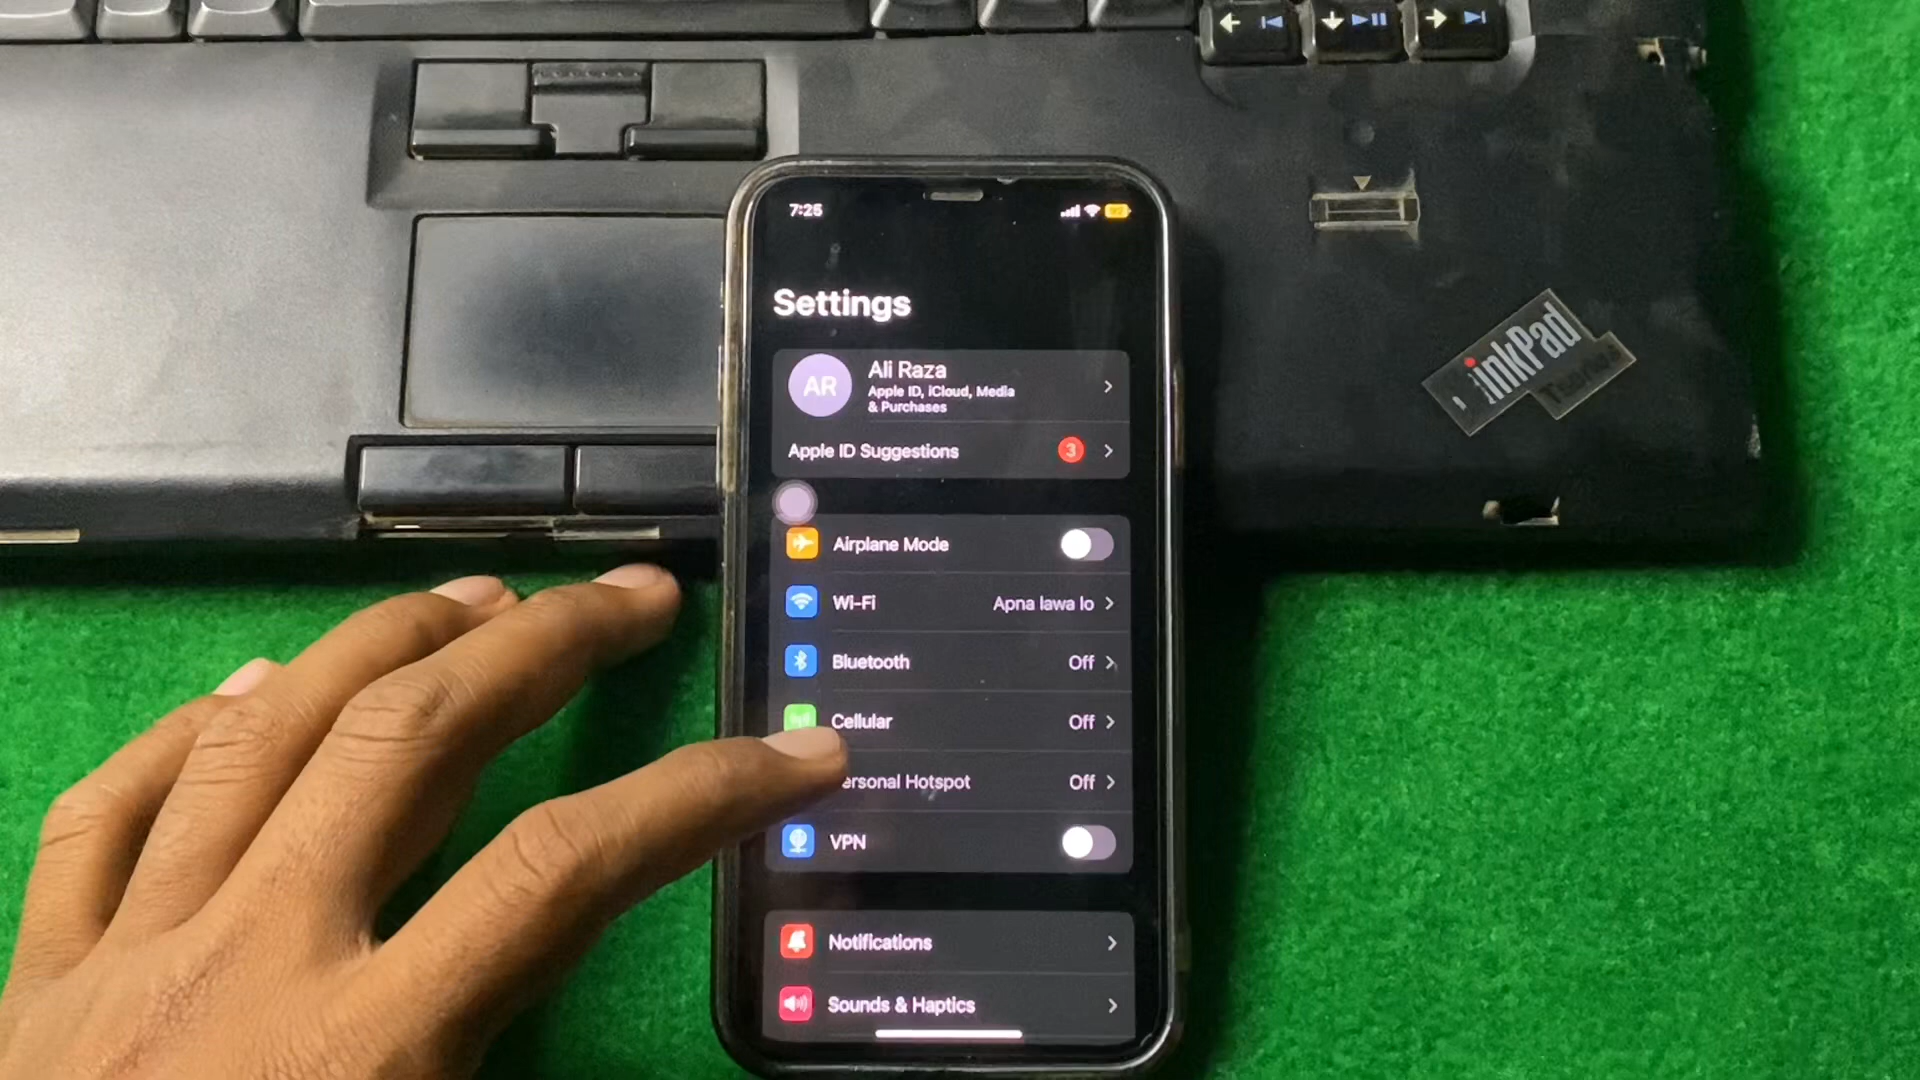 7:25
Settings
AR
Ali Raza
Apple ID, iCloud, Media
& Purchases
Apple ID Suggestions
3
Airplane Mode
Wi-Fi
Apna lawa lo
Bluetooth
Off
Cellular
Off
ersonal Hotspot
Off
VPN
Notifications
Sounds & Haptics
inkPad